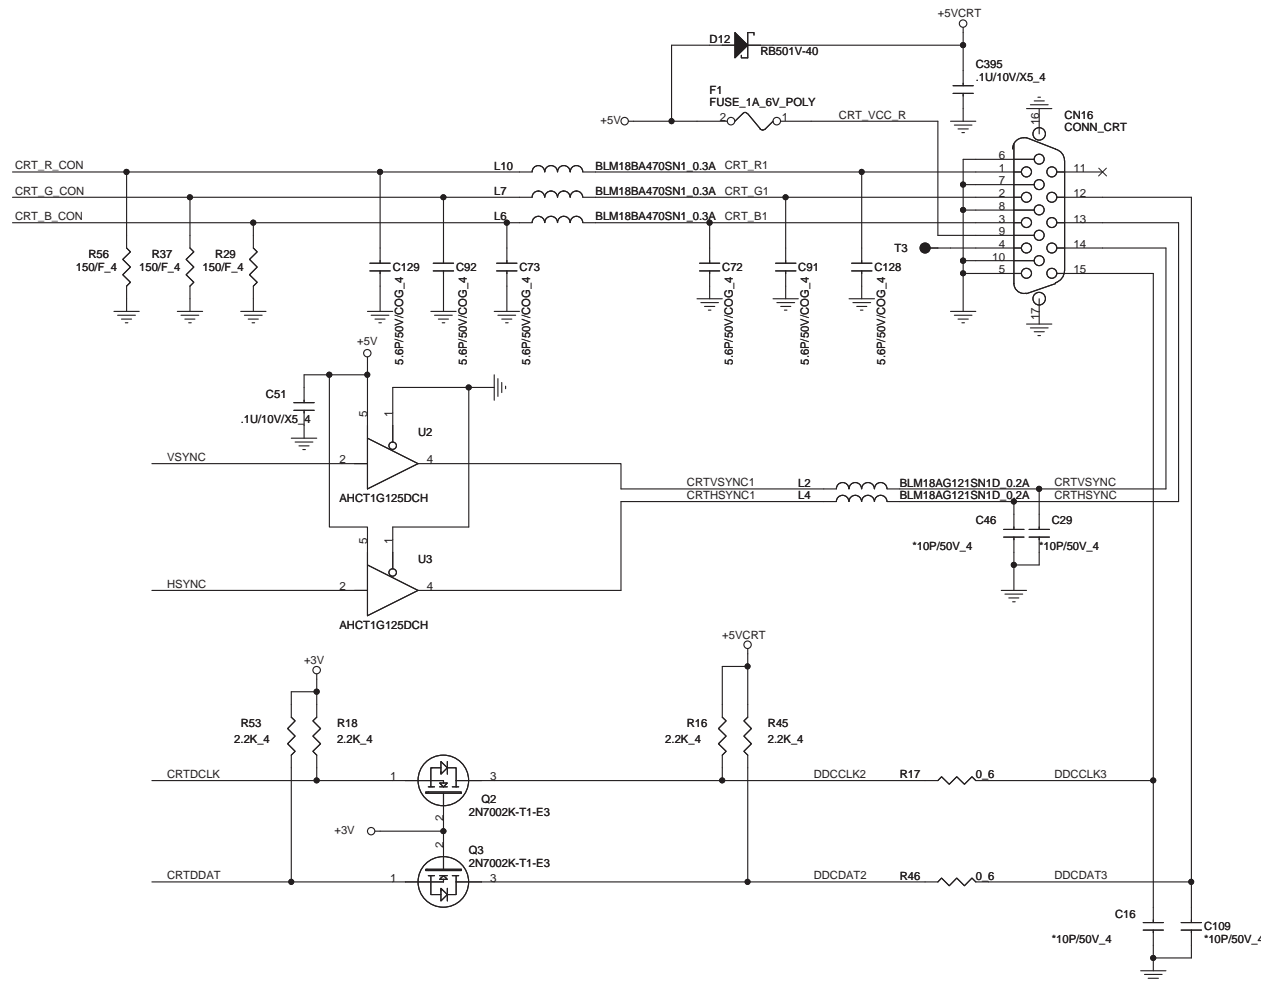 +5VCRT
D12
RB501V-40
C395
.1U/10V/X5_4
F1
FUSE_1A_6V_POLY
+5V
2
1
CRT_VCC_R
16
CN16
CONN_CRT
CRT_R_CON
L10
BLM18BA470SN1_0.3A
CRT_R1
CRT_G_CON
L7
BLM18BA470SN1_0.3A
CRT_G1
CRT_B_CON
L6
BLM18BA470SN1_0.3A
CRT_B1
6
1
7
2
8
3
9
4
10
5
11
12
13
14
15
17
T3
R56
150/F_4
R37
150/F_4
R29
150/F_4
C129
5.6P/50V/COG_4
C92
5.6P/50V/COG_4
C73
5.6P/50V/COG_4
C72
5.6P/50V/COG_4
C91
5.6P/50V/COG_4
C128
5.6P/50V/COG_4
+5V
C51
.1U/10V/X5_4
5
1
U2
VSYNC
2
4
AHCT1G125DCH
CRTVSYNC1
L2
BLM18AG121SN1D_0.2A
CRTVSYNC
CRTHSYNC1
L4
BLM18AG121SN1D_0.2A
CRTHSYNC
C46
*10P/50V_4
C29
*10P/50V_4
5
1
U3
HSYNC
2
4
AHCT1G125DCH
+3V
+5VCRT
R53
2.2K_4
R18
2.2K_4
R16
2.2K_4
R45
2.2K_4
CRTDCLK
1
3
DDCCLK2
R17
0_6
DDCCLK3
Q2
2N7002K-T1-E3
2
+3V
2
Q3
2N7002K-T1-E3
CRTDDAT
1
3
DDCDAT2
R46
0_6
DDCDAT3
C16
*10P/50V_4
C109
*10P/50V_4